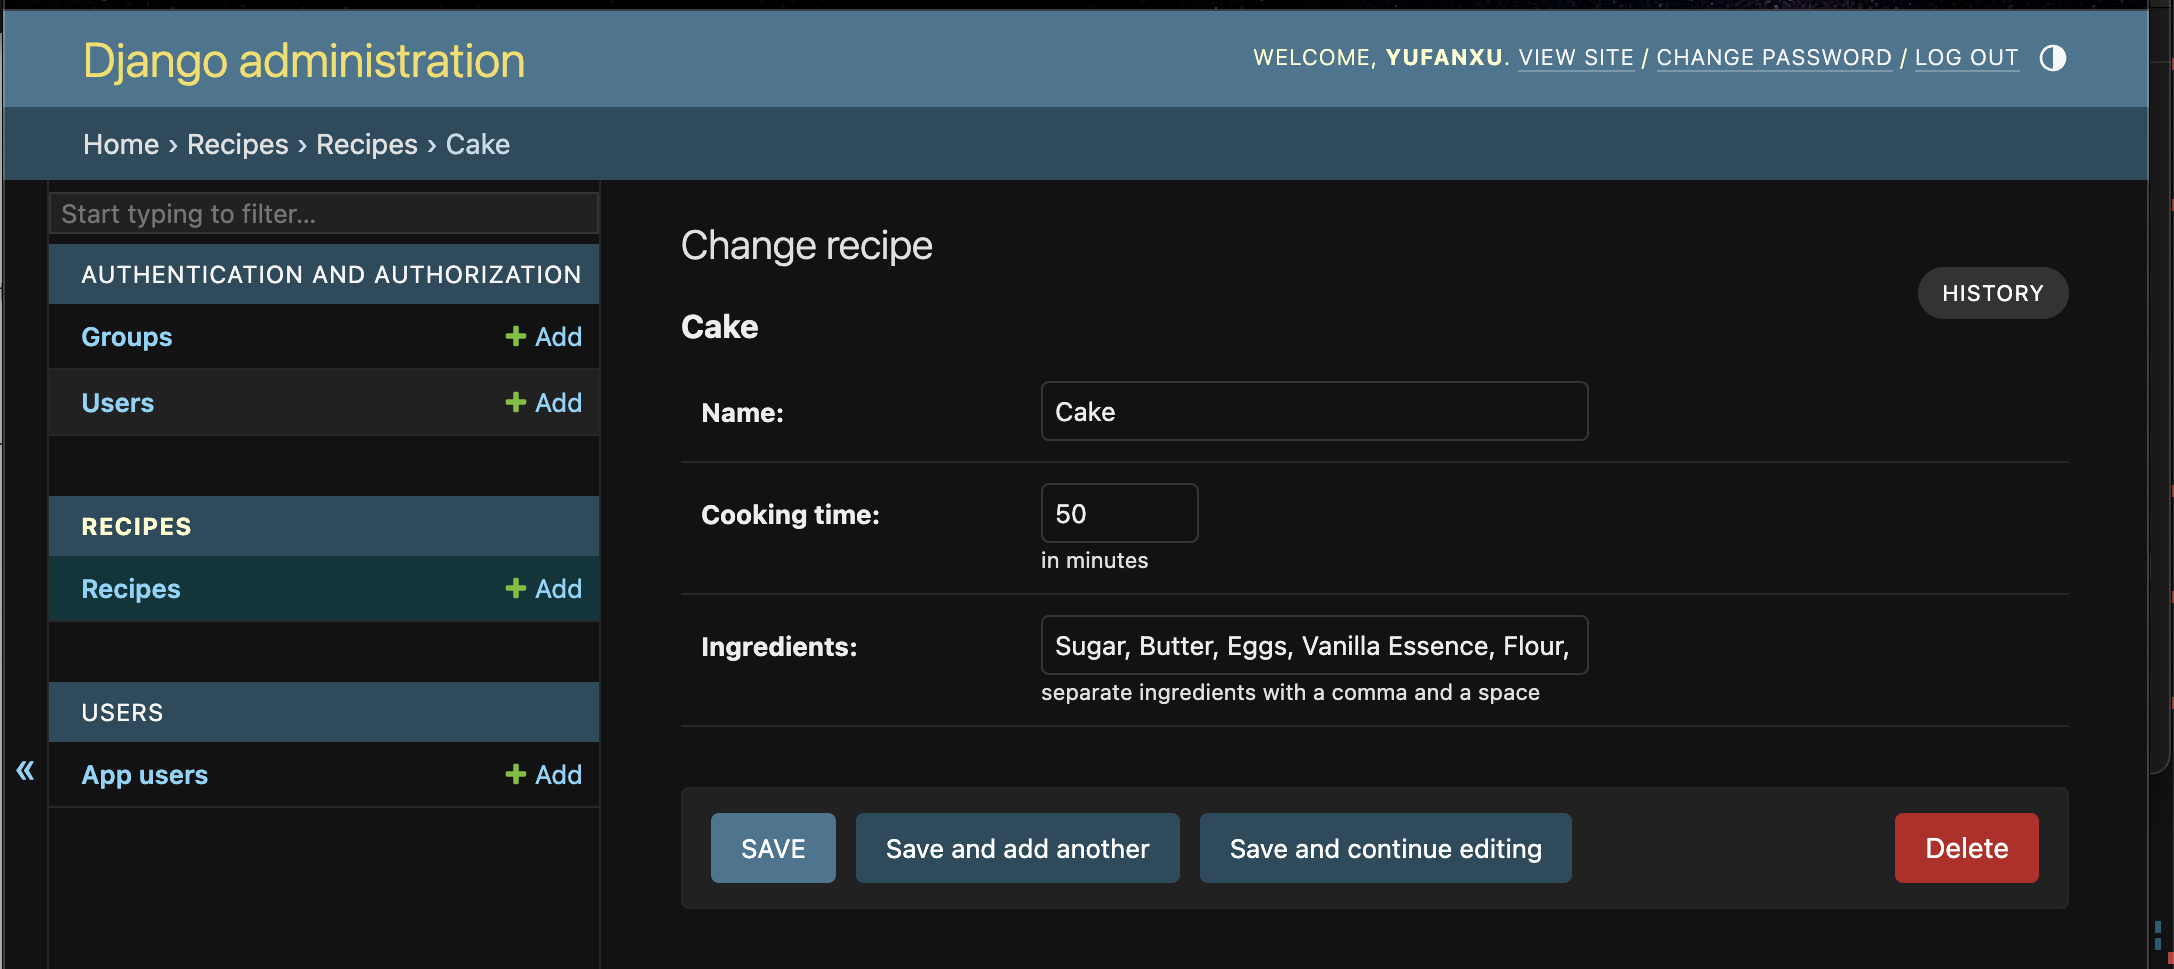 Django administration
WELCOME, YUFANXU. VIEW SITE / CHANGE PASSWORD / LOG OUT
Home › Recipes › Recipes › Cake
Start typing to filter...
AUTHENTICATION AND AUTHORIZATION
Groups + Add
Users + Add
RECIPES
Recipes + Add
USERS
App users + Add
«
Change recipe
HISTORY
Cake
Name: Cake
Cooking time: 50
in minutes
Ingredients: Sugar, Butter, Eggs, Vanilla Essence, Flour,
separate ingredients with a comma and a space
SAVE Save and add another Save and continue editing Delete